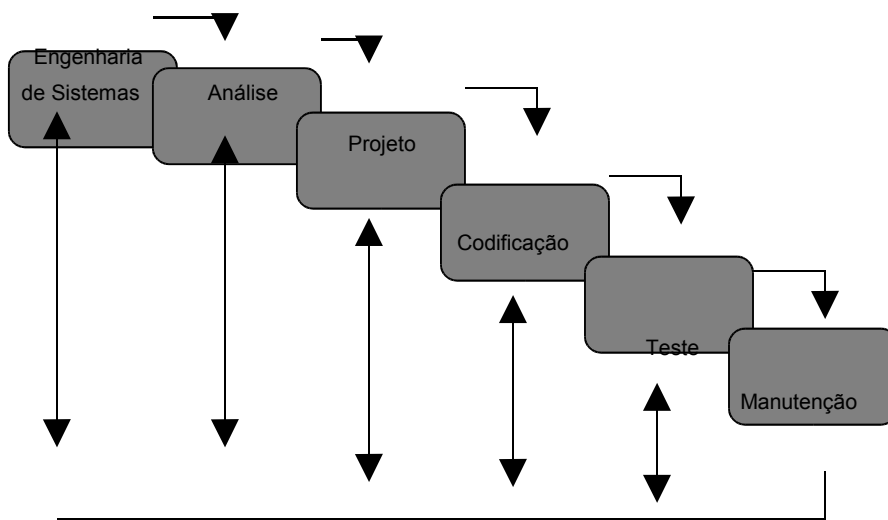 Engenharia
de Sistemas
Análise
Projeto
Codificação
Teste
Manutenção